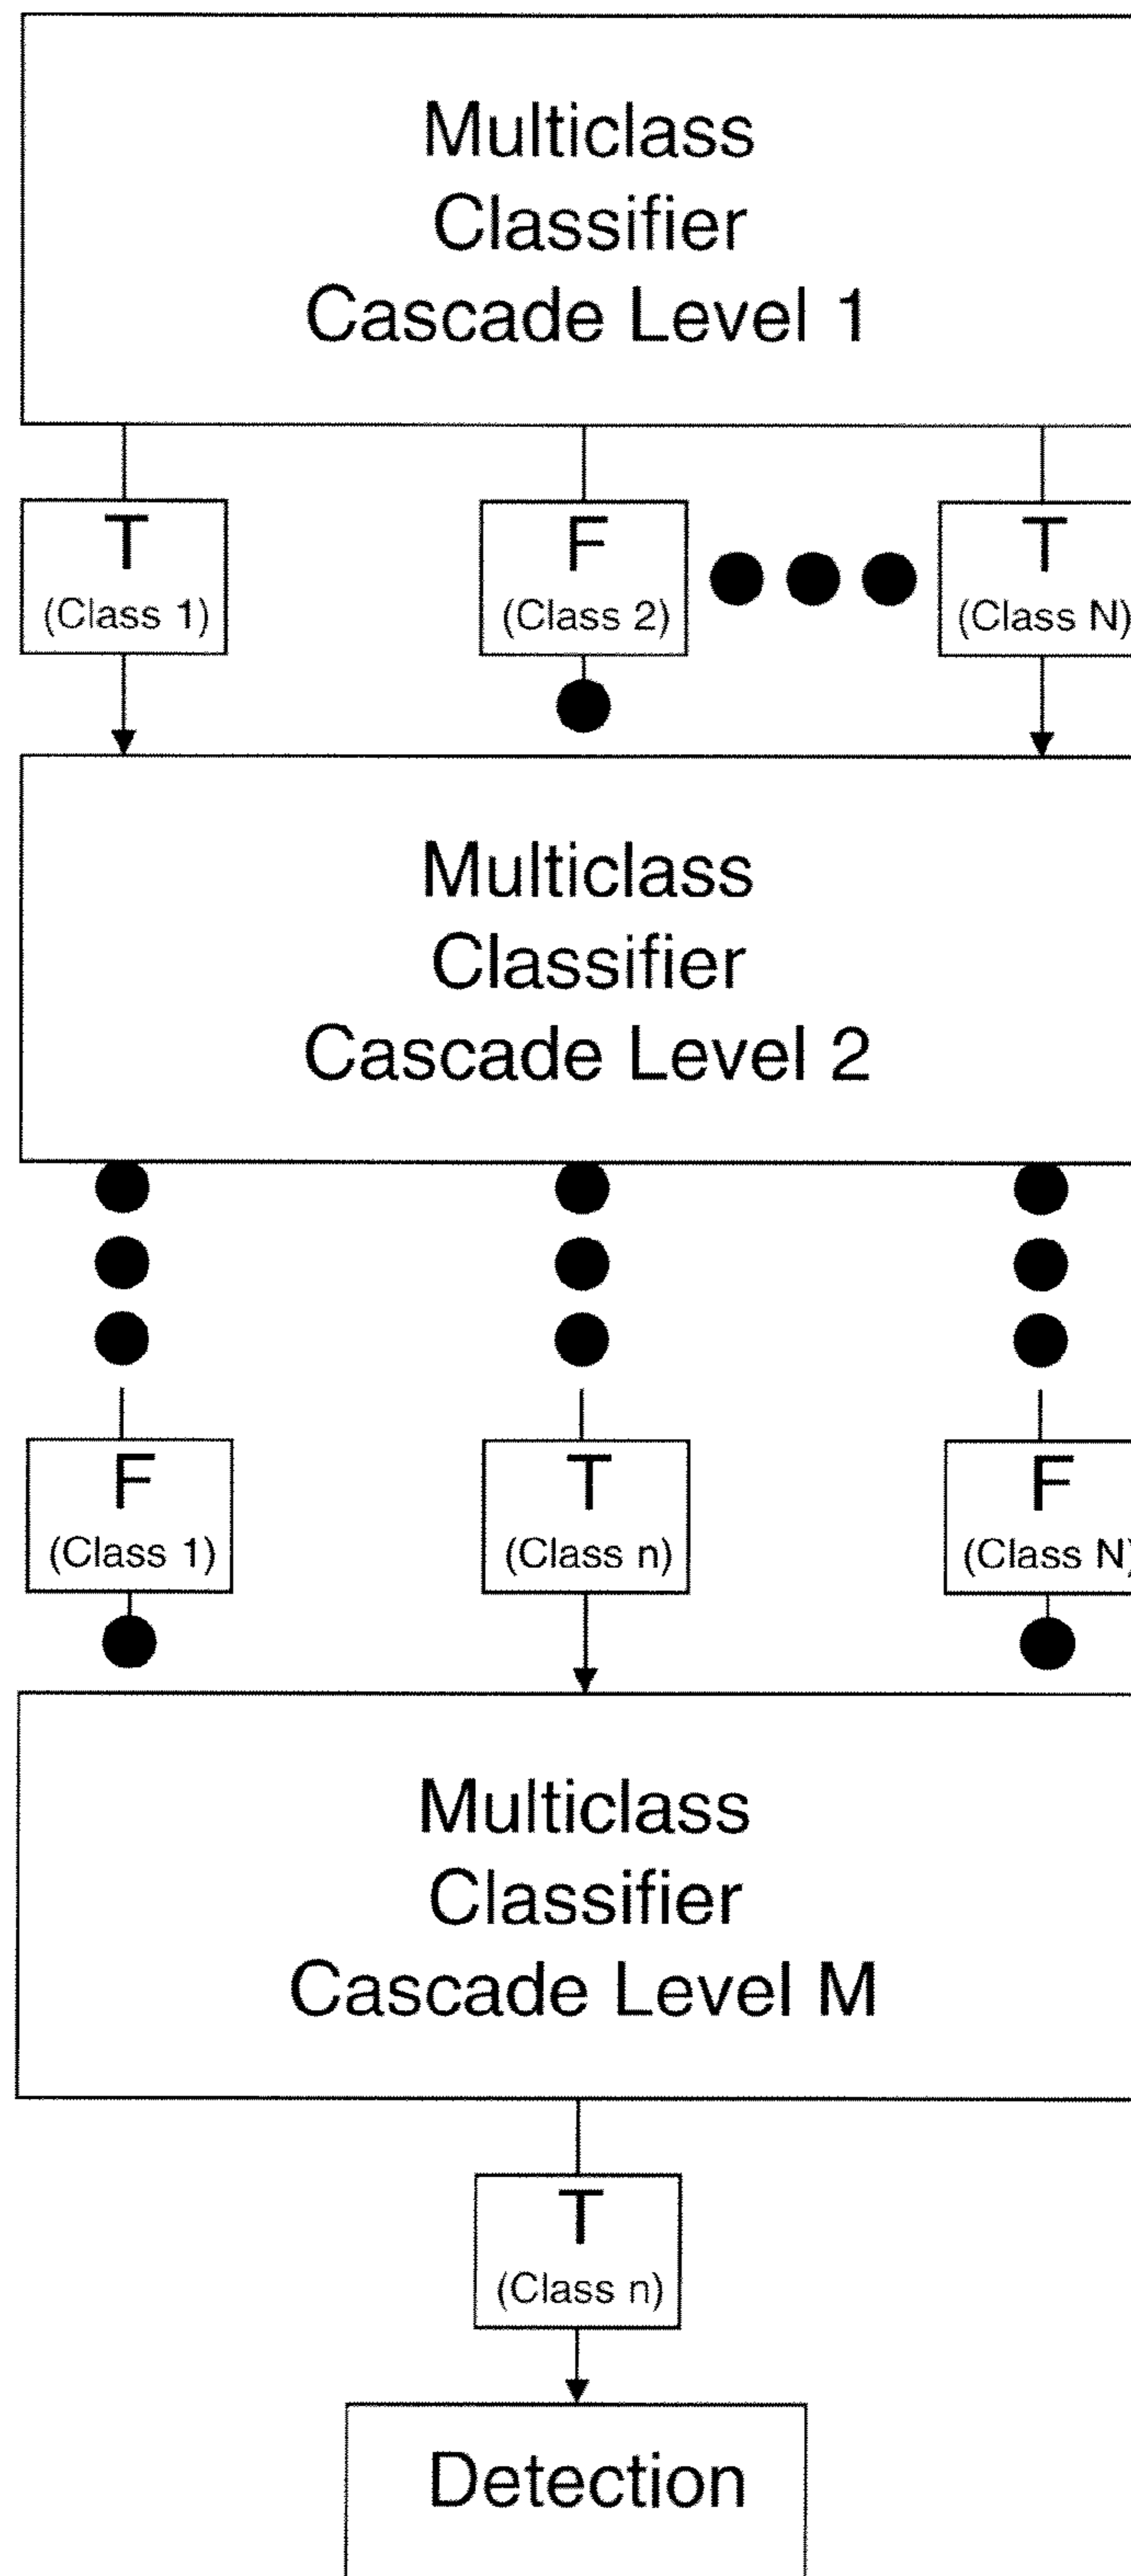 Multiclass
Classifier
Cascade Level 1
T
(Class 1)
F
(Class 2)
T
(Class N)
Multiclass
Classifier
Cascade Level 2
F
(Class 1)
T
(Class n)
F
(Class N)
Multiclass
Classifier
Cascade Level M
T
(Class n)
Detection